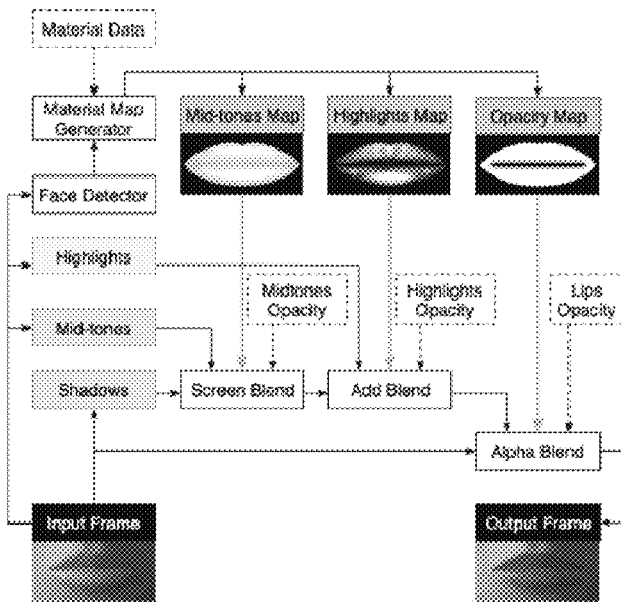 Material Data
Material Map
Generator
Mid-tones Map
Highlights Map
Opacity Map
Face Detector
Highlights
Midtones
Opacity
Highlights
Opacity
Lips
Opacity
Mid-tones
Shadows
Screen Blend
Add Blend
Alpha Blend
Input Frame
Output Frame